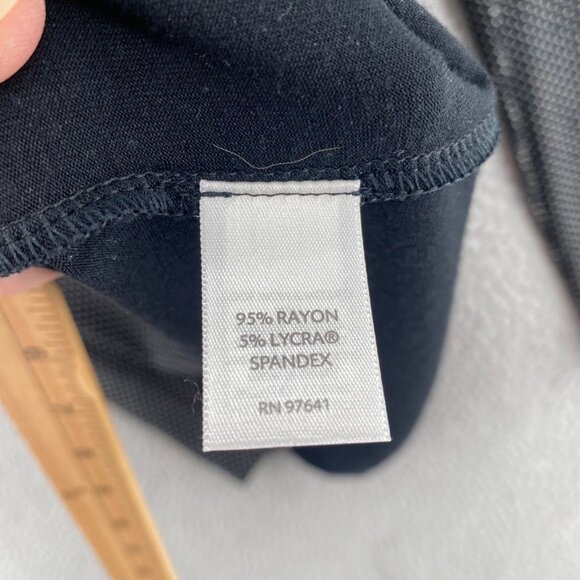 95% RAYON
5% LYCRA®
SPANDEX
RN 97641